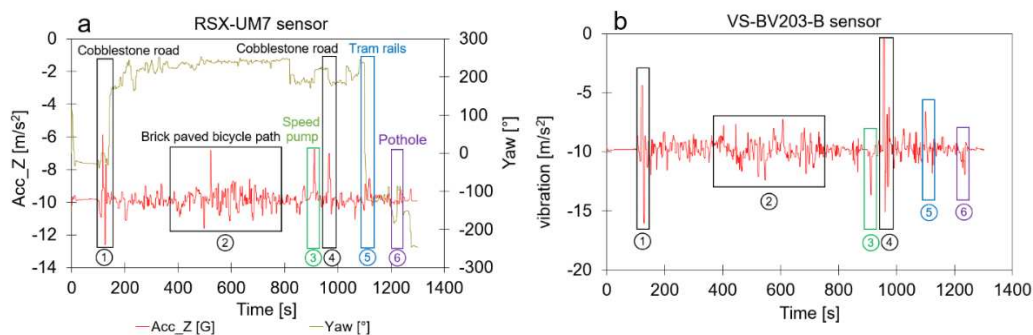 a
RSX-UM7 sensor
Cobblestone road
Cobblestone road
Tram rails
Brick paved bicycle path
Speed
pump
Pothole
Acc_Z [m/s²]
0
-2
-4
-6
-8
-10
-12
-14
300
200
100
0
-100
-200
-300
Yaw [°]
1
2
3
4
5
6
0 200 400 600 800 1000 1200 1400
Time [s]
Acc_Z [G]
Yaw [°]
b
VS-BV203-B sensor
vibration [m/s²]
0
-5
-10
-15
-20
1
2
3
4
5
6
0 200 400 600 800 1000 1200 1400
Time [s]